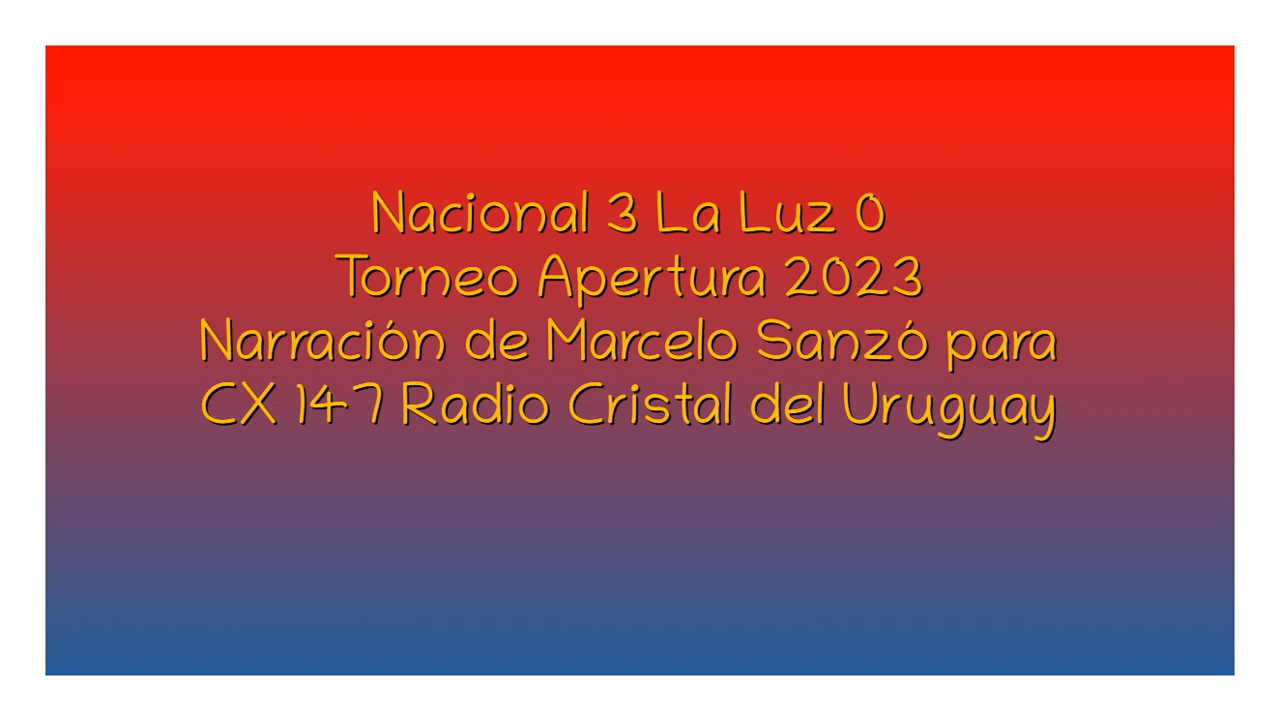 Nacional 3 La Luz 0
Torneo Apertura 2023
Narración de Marcelo Sanzó para
CX 147 Radio Cristal del Uruguay